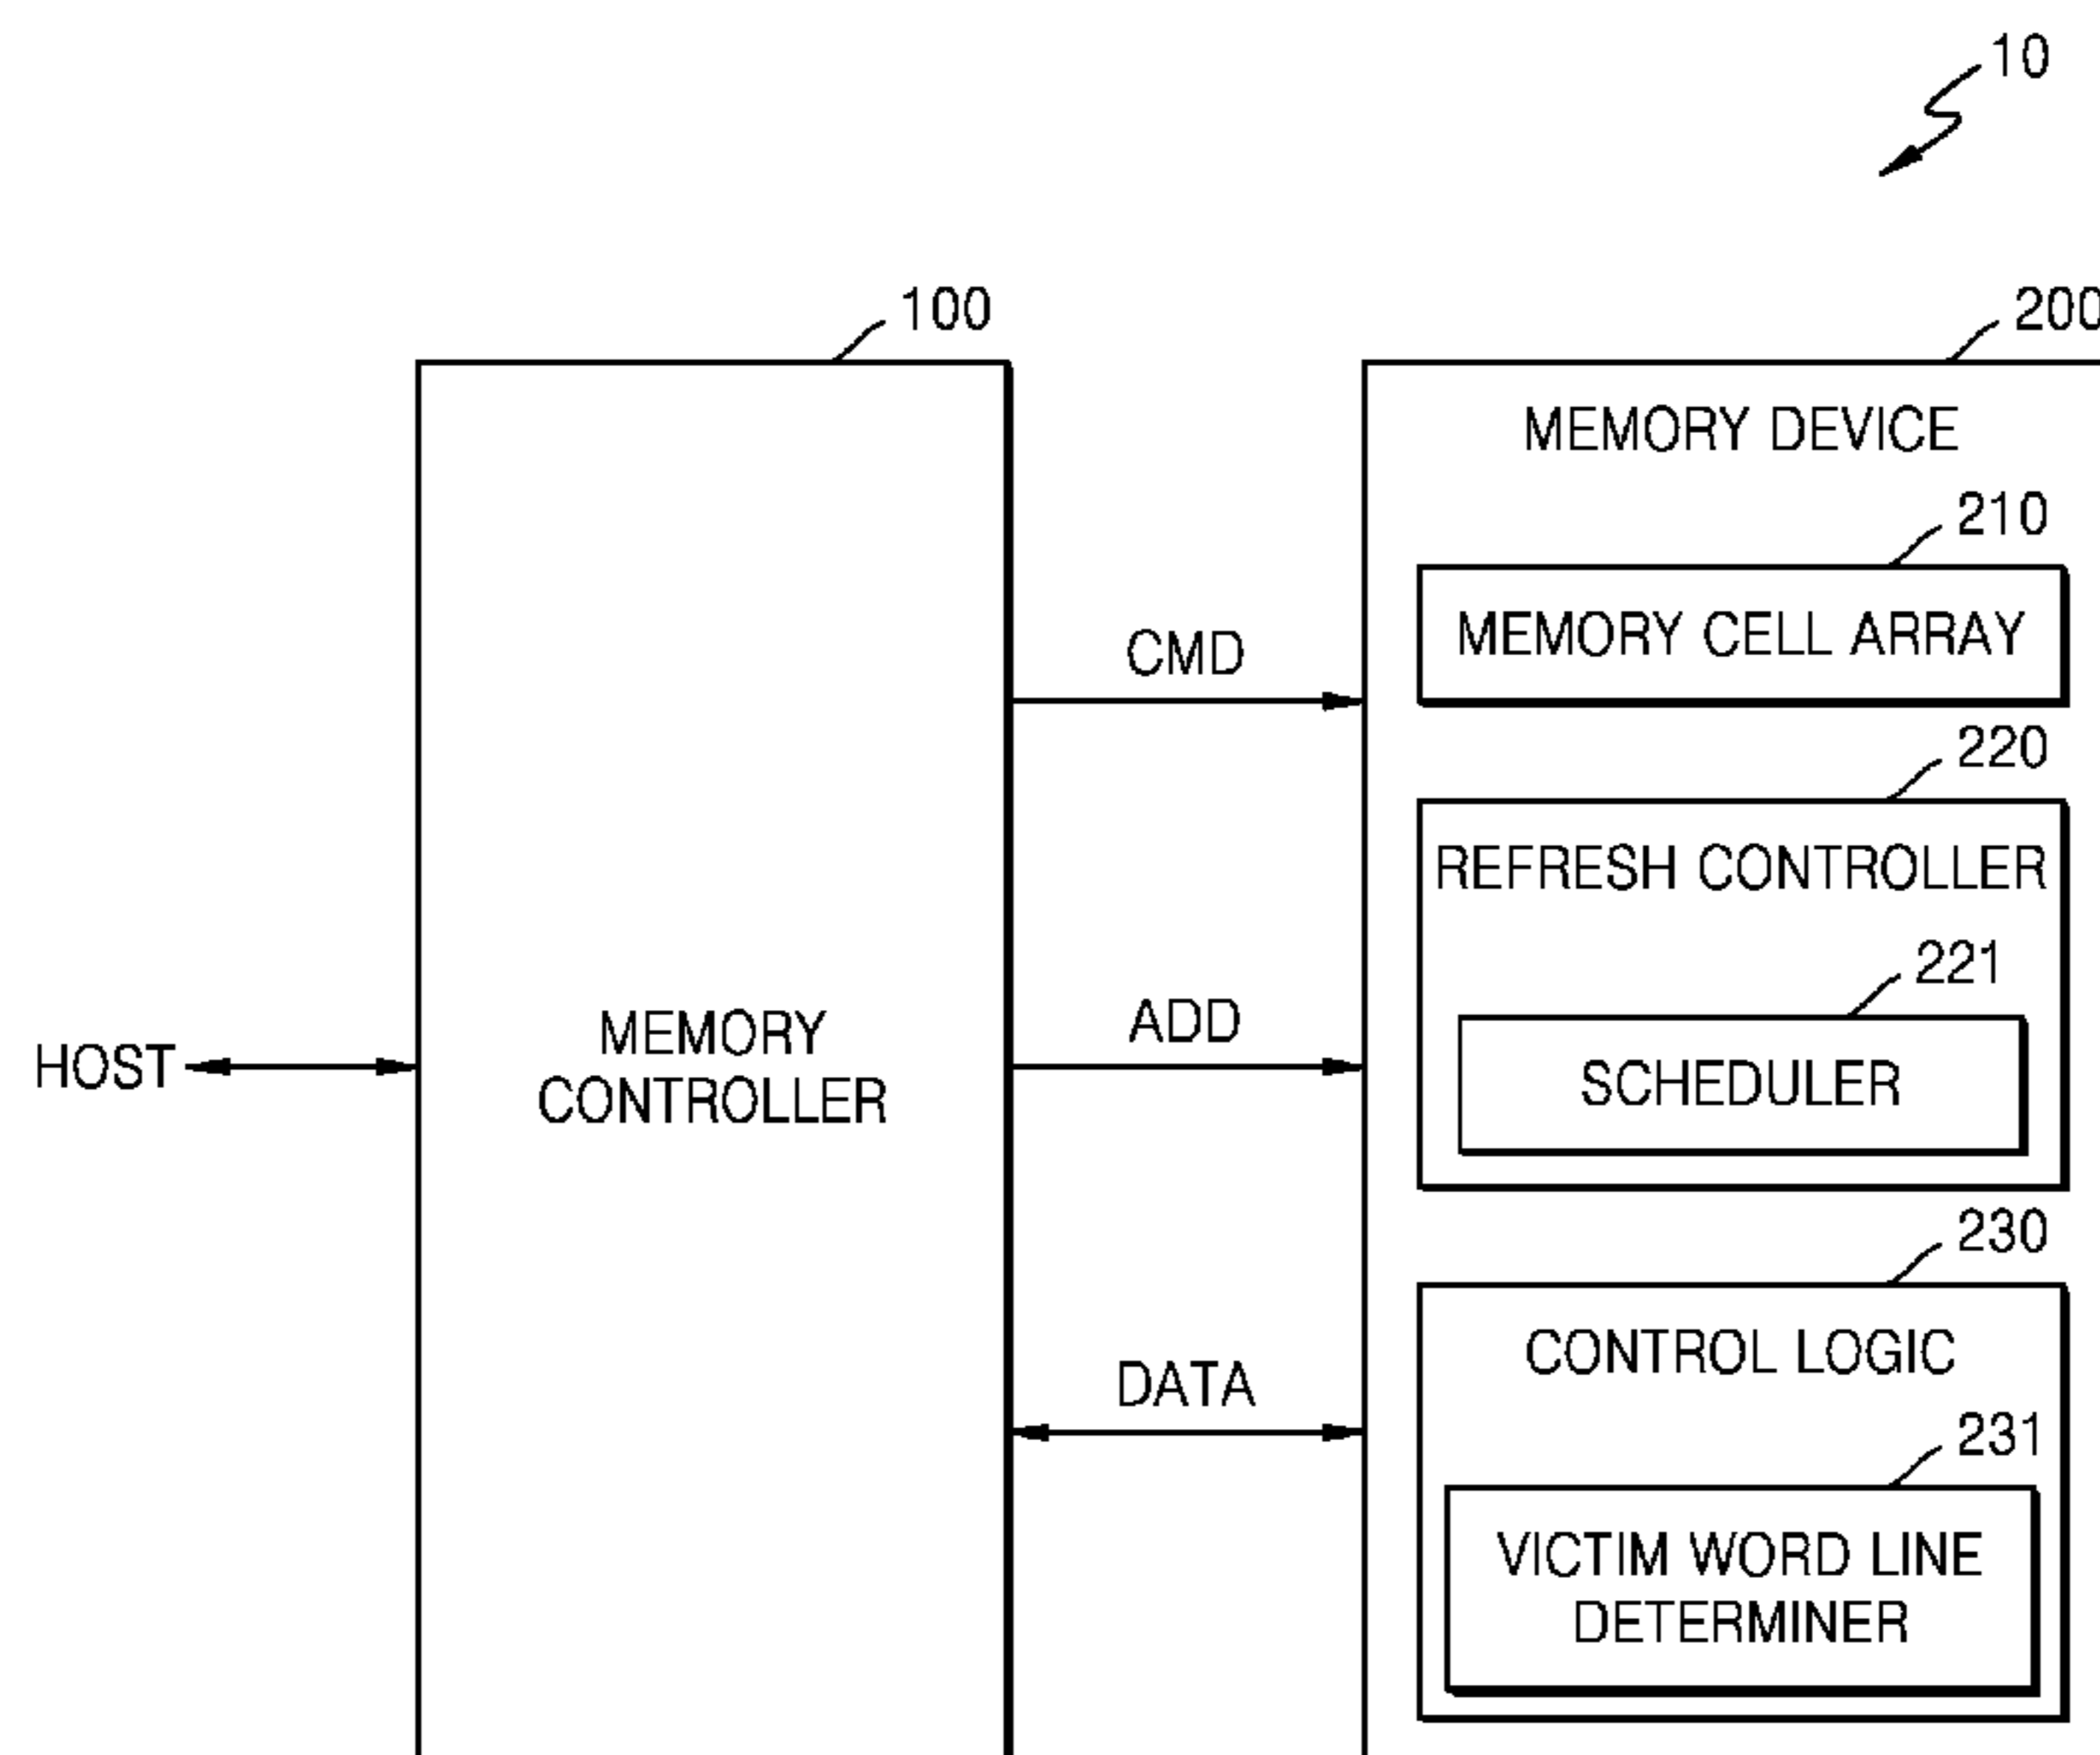 10
100
200
MEMORY DEVICE
210
MEMORY CELL ARRAY
CMD
220
REFRESH CONTROLLER
221
SCHEDULER
ADD
HOST
MEMORY
CONTROLLER
230
CONTROL LOGIC
DATA
231
VICTIM WORD LINE
DETERMINER